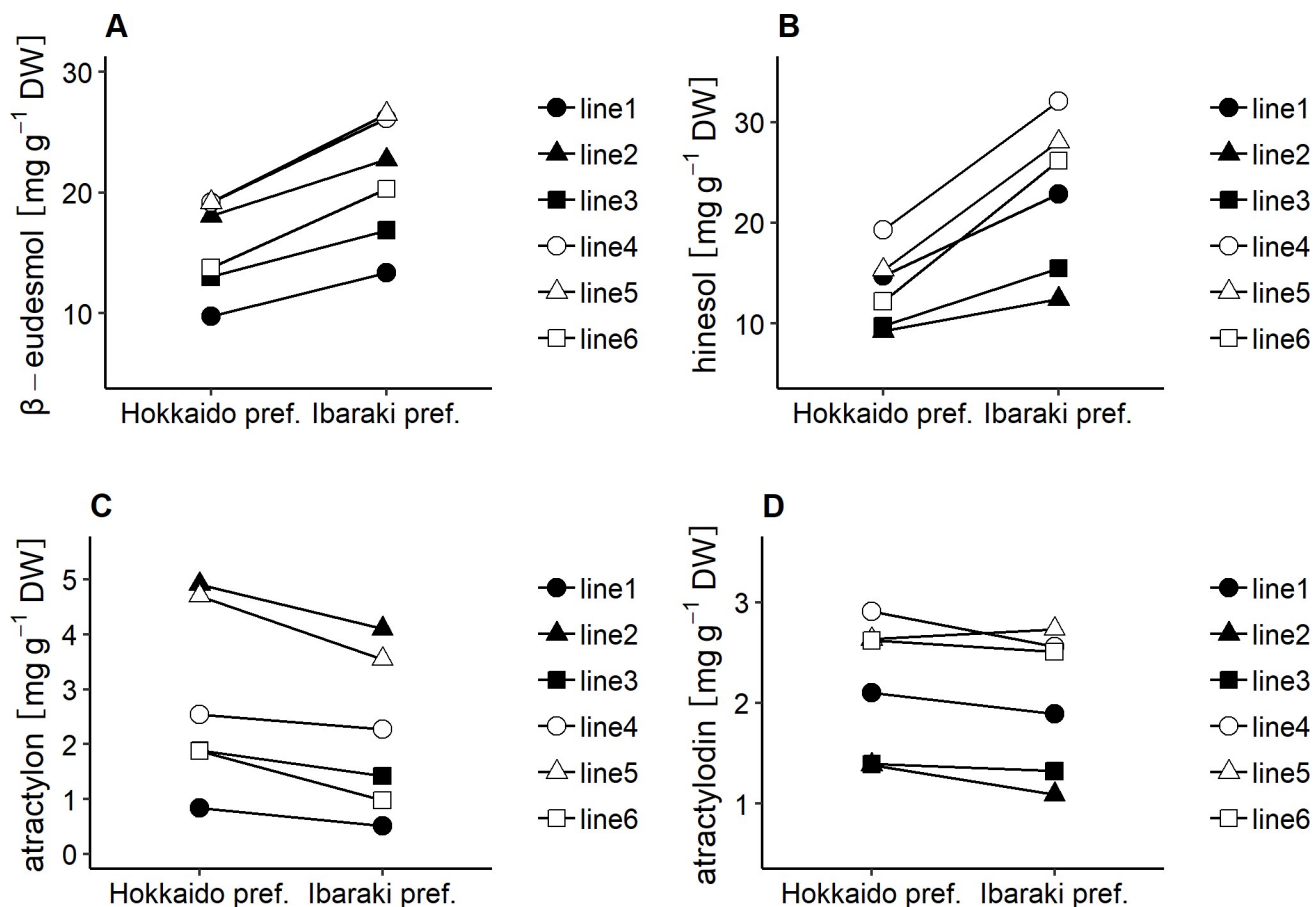 A
β−eudesmol [mg g⁻¹ DW]
30
20
10
Hokkaido pref. Ibaraki pref.
line1
line2
line3
line4
line5
line6
B
hinesol [mg g⁻¹ DW]
30
20
10
Hokkaido pref. Ibaraki pref.
line1
line2
line3
line4
line5
line6
C
atractylon [mg g⁻¹ DW]
5
4
3
2
1
0
Hokkaido pref. Ibaraki pref.
line1
line2
line3
line4
line5
line6
D
atractylodin [mg g⁻¹ DW]
3
2
1
Hokkaido pref. Ibaraki pref.
line1
line2
line3
line4
line5
line6